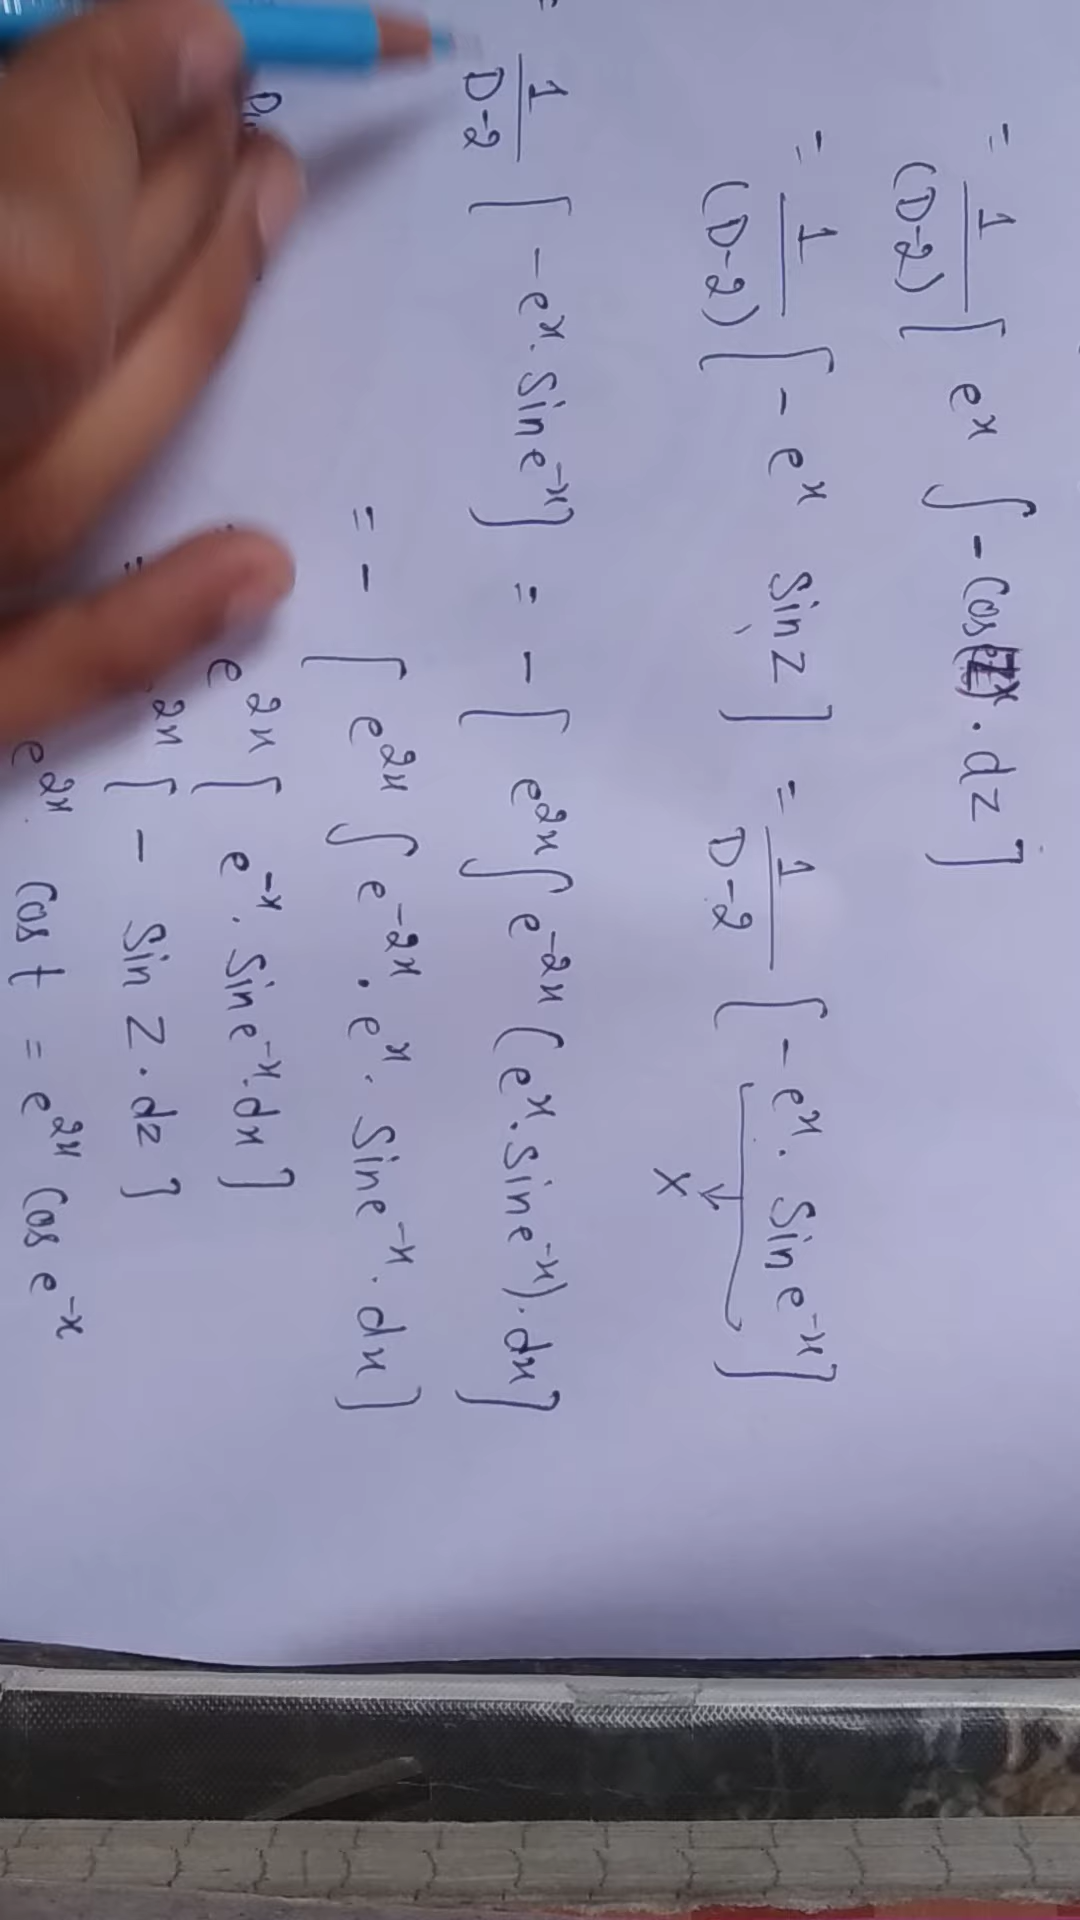 = 1/(D-2) [ e^x ∫ - Cos(z) . dz ]
= 1/(D-2) [ - e^x Sin z ] = 1/D-2 [ - e^x . Sin e^-x ]
X
= 1/D-2 [ - e^x . Sin e^-x ] = - [ e^2x ∫ e^-2x ( e^x . Sin e^-x ) . dx ]
= - [ e^2x ∫ e^-2x . e^x . Sin e^-x . dx ]
e^2x [ e^-x . Sin e^-x . dx ]
= e^2x [ - Sin z . dz ]
e^2x . Cos t = e^2x Cos e^-x